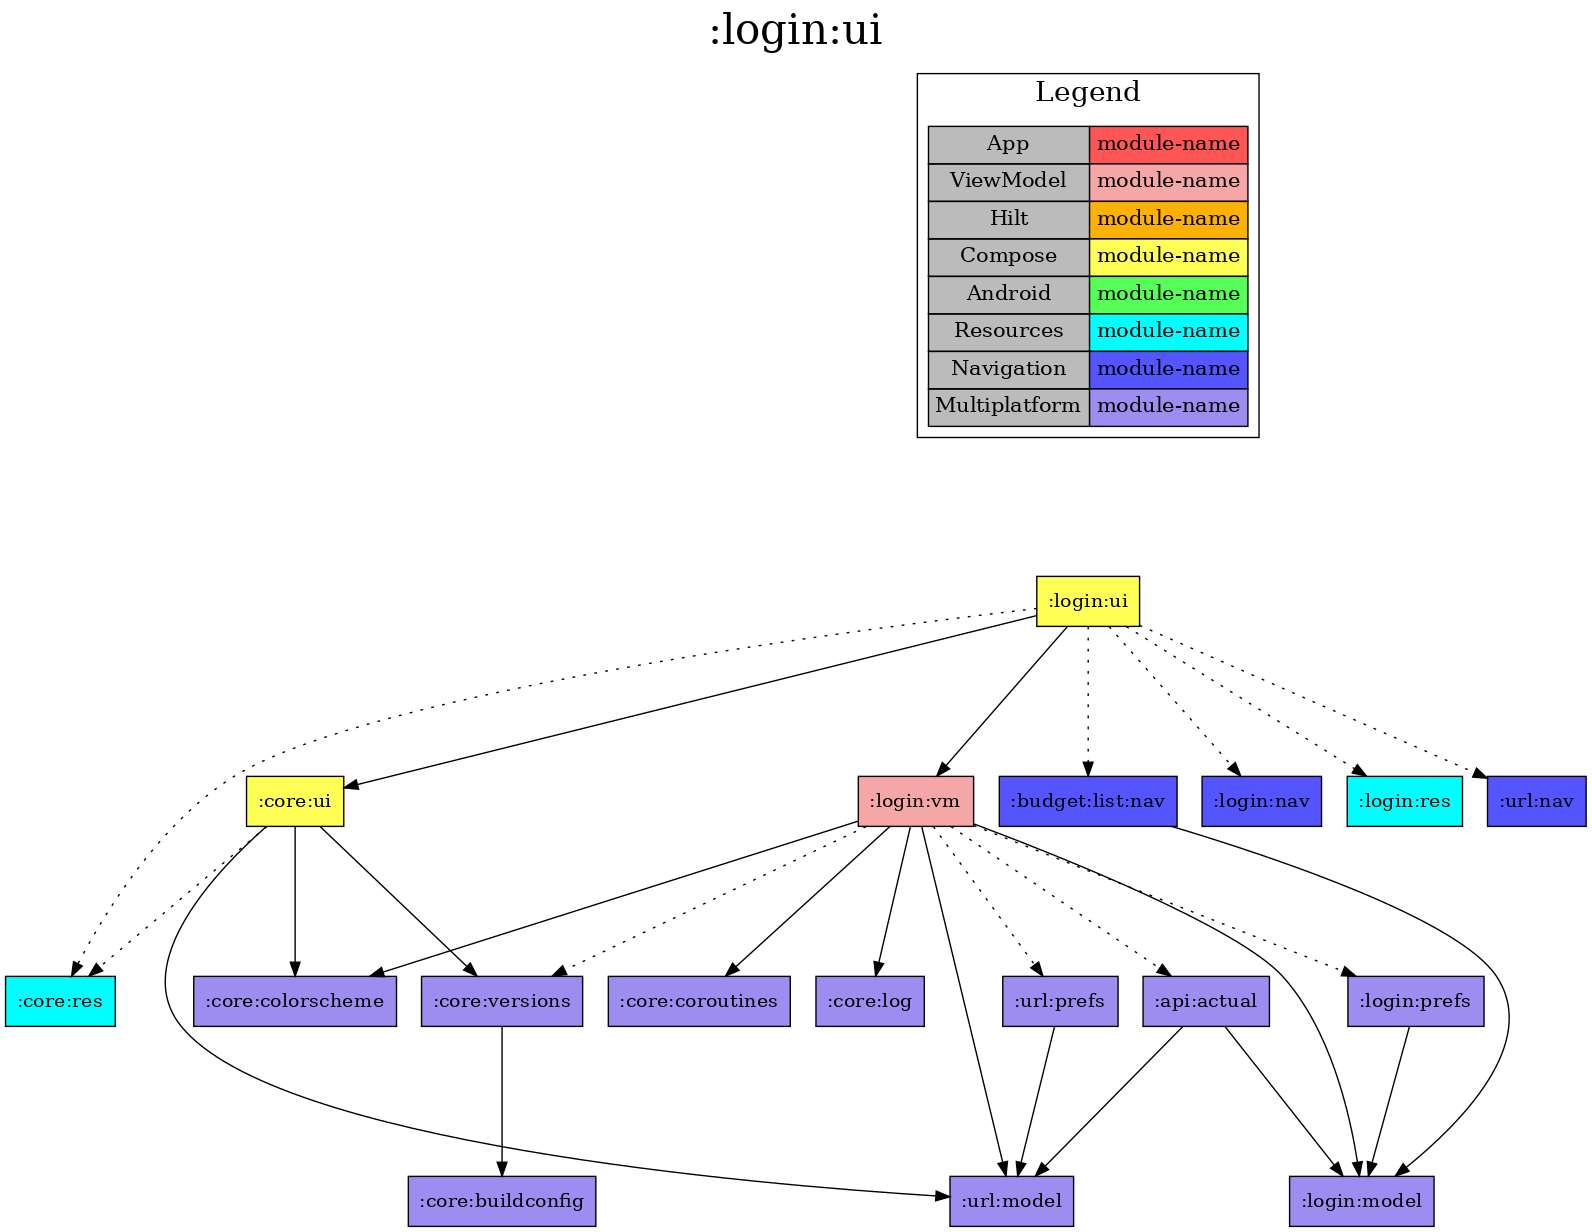 :login:ui
Legend
App module-name
ViewModel module-name
Hilt module-name
Compose module-name
Android module-name
Resources module-name
Navigation module-name
Multiplatform module-name
:login:ui
:core:ui
:login:vm
:budget:list:nav
:login:nav
:login:res
:url:nav
:core:res
:core:colorscheme
:core:versions
:core:coroutines
:core:log
:url:prefs
:api:actual
:login:prefs
:core:buildconfig
:url:model
:login:model